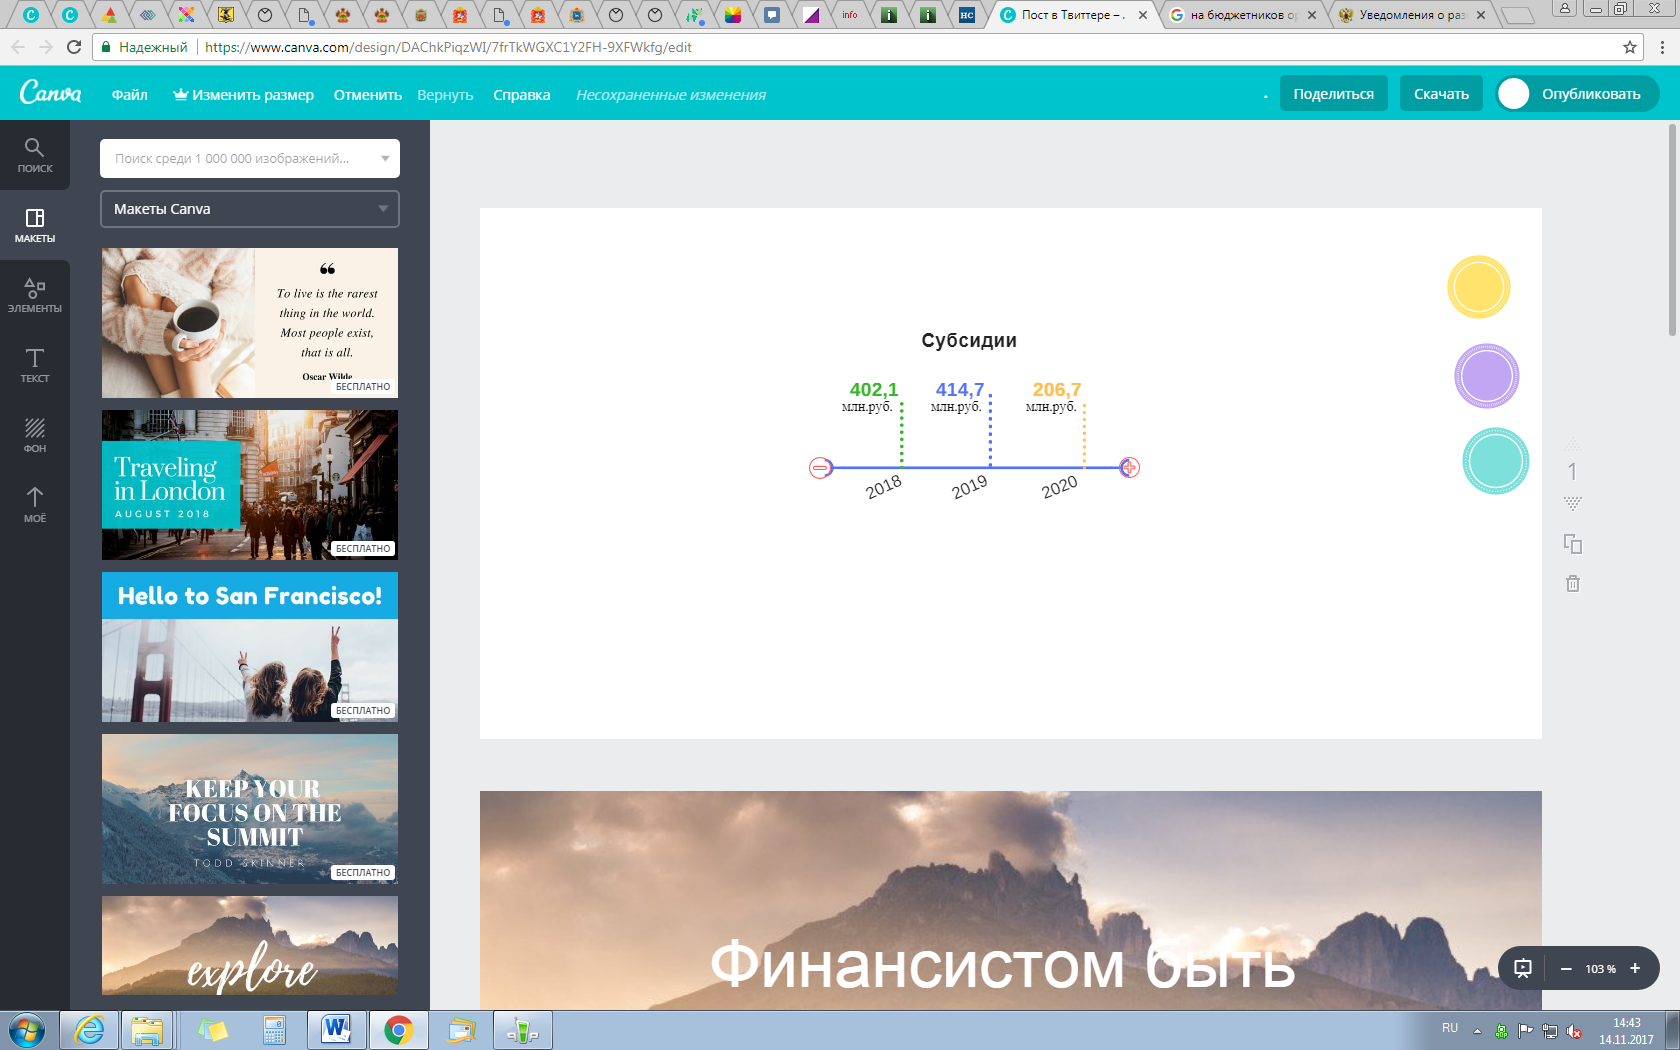 info
НС
Пост в Твиттере – .
на бюджетников ор
Уведомления о раз
Надежный
https://www.canva.com/design/DAChkPiqzWI/7frTkWGXC1Y2FH-9XFWkfg/edit
Canva
Файл
Изменить размер
Отменить
Вернуть
Справка
Несохраненные изменения
Поделиться
Скачать
Опубликовать
ПОИСК
МАКЕТЫ
ЭЛЕМЕНТЫ
ТЕКСТ
ФОН
МОЁ
Поиск среди 1 000 000 изображений...
Макеты Canva
To live is the rarest
thing in the world.
Most people exist,
that is all.
Oscar Wilde
БЕСПЛАТНО
Traveling
in London
AUGUST 2018
БЕСПЛАТНО
Hello to San Francisco!
БЕСПЛАТНО
KEEP YOUR
FOCUS ON THE
SUMMIT
TODD SKINNER
БЕСПЛАТНО
explore
Субсидии
402,1 414,7 206,7
млн.руб. млн.руб. млн.руб.
2018 2019 2020
1
Финансистом быть
103 %
RU
14:43
14.11.2017